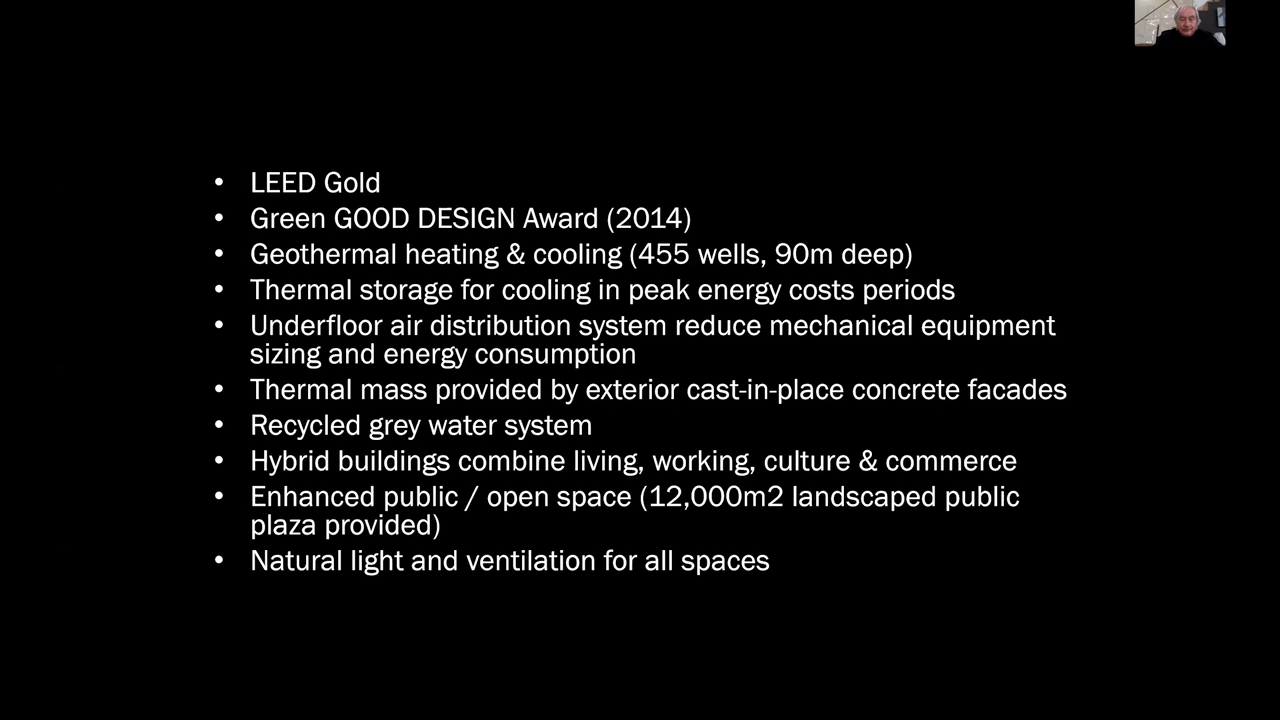 • LEED Gold
• Green GOOD DESIGN Award (2014)
• Geothermal heating & cooling (455 wells, 90m deep)
• Thermal storage for cooling in peak energy costs periods
• Underfloor air distribution system reduce mechanical equipment
sizing and energy consumption
• Thermal mass provided by exterior cast-in-place concrete facades
• Recycled grey water system
• Hybrid buildings combine living, working, culture & commerce
• Enhanced public / open space (12,000m2 landscaped public
plaza provided)
• Natural light and ventilation for all spaces